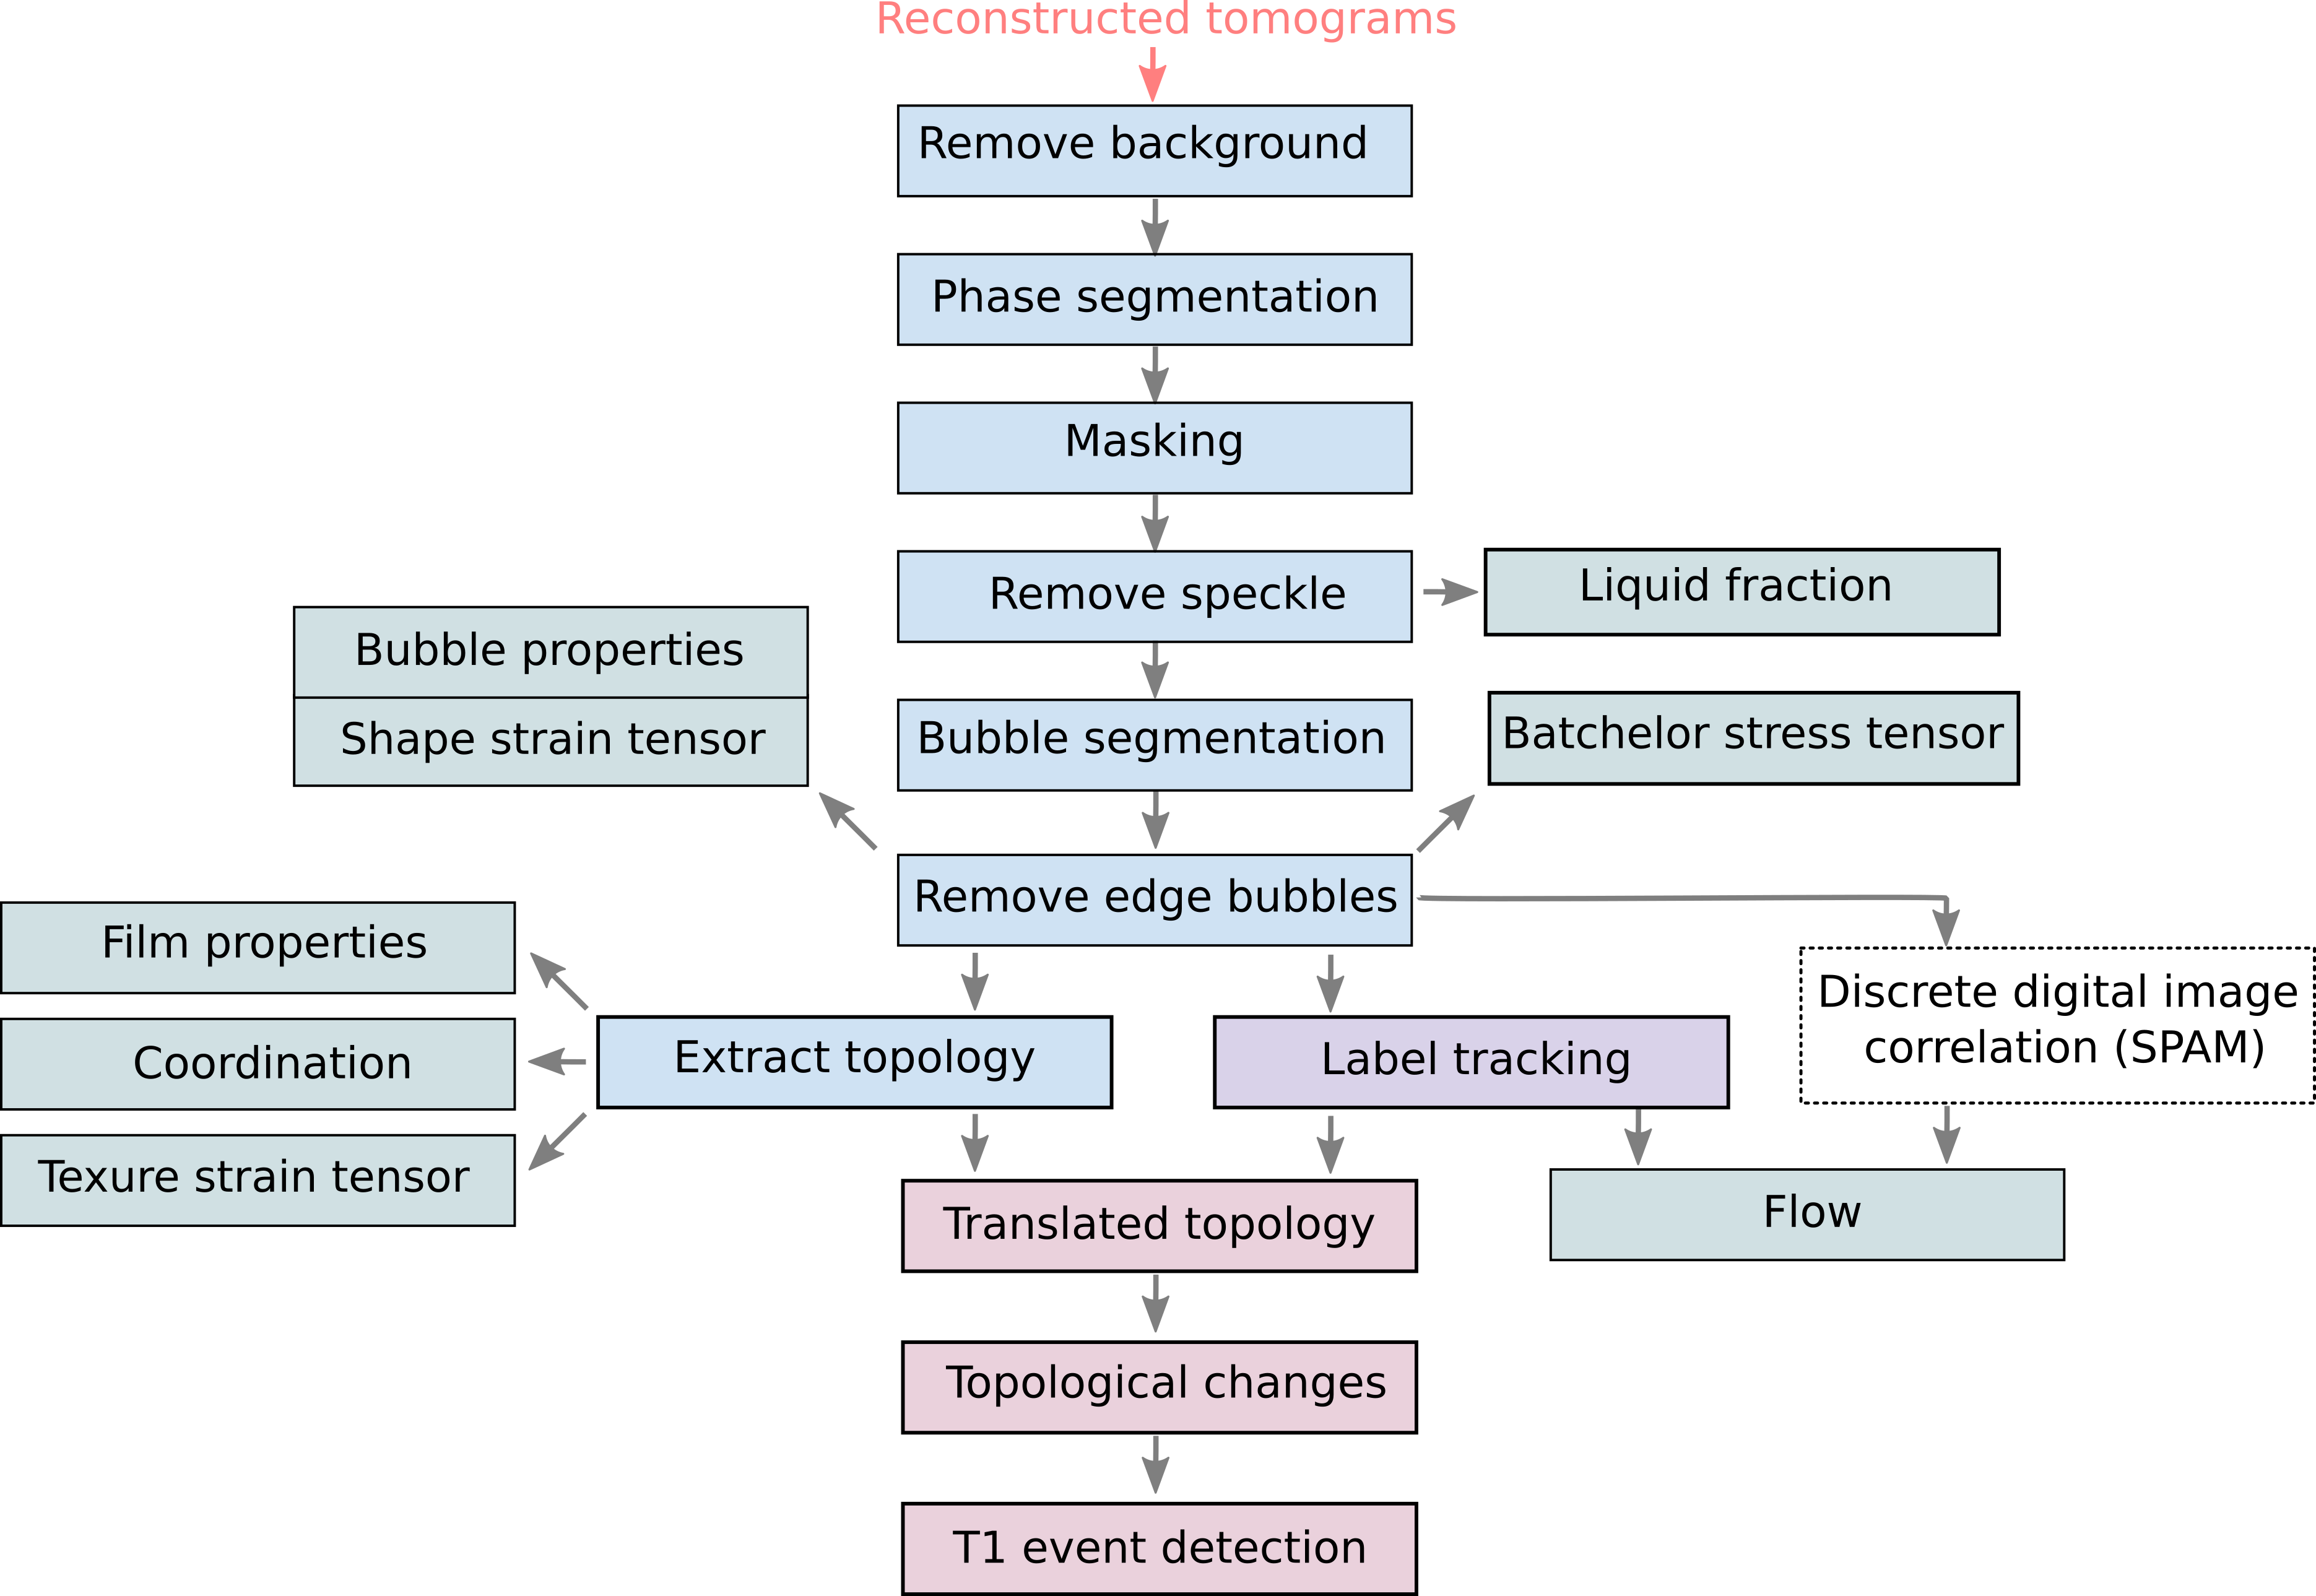 Reconstructed tomograms
Remove background
Phase segmentation
Masking
Remove speckle
Liquid fraction
Bubble properties
Shape strain tensor
Bubble segmentation
Batchelor stress tensor
Remove edge bubbles
Film properties
Coordination
Texure strain tensor
Extract topology
Label tracking
Discrete digital image
correlation (SPAM)
Translated topology
Flow
Topological changes
T1 event detection